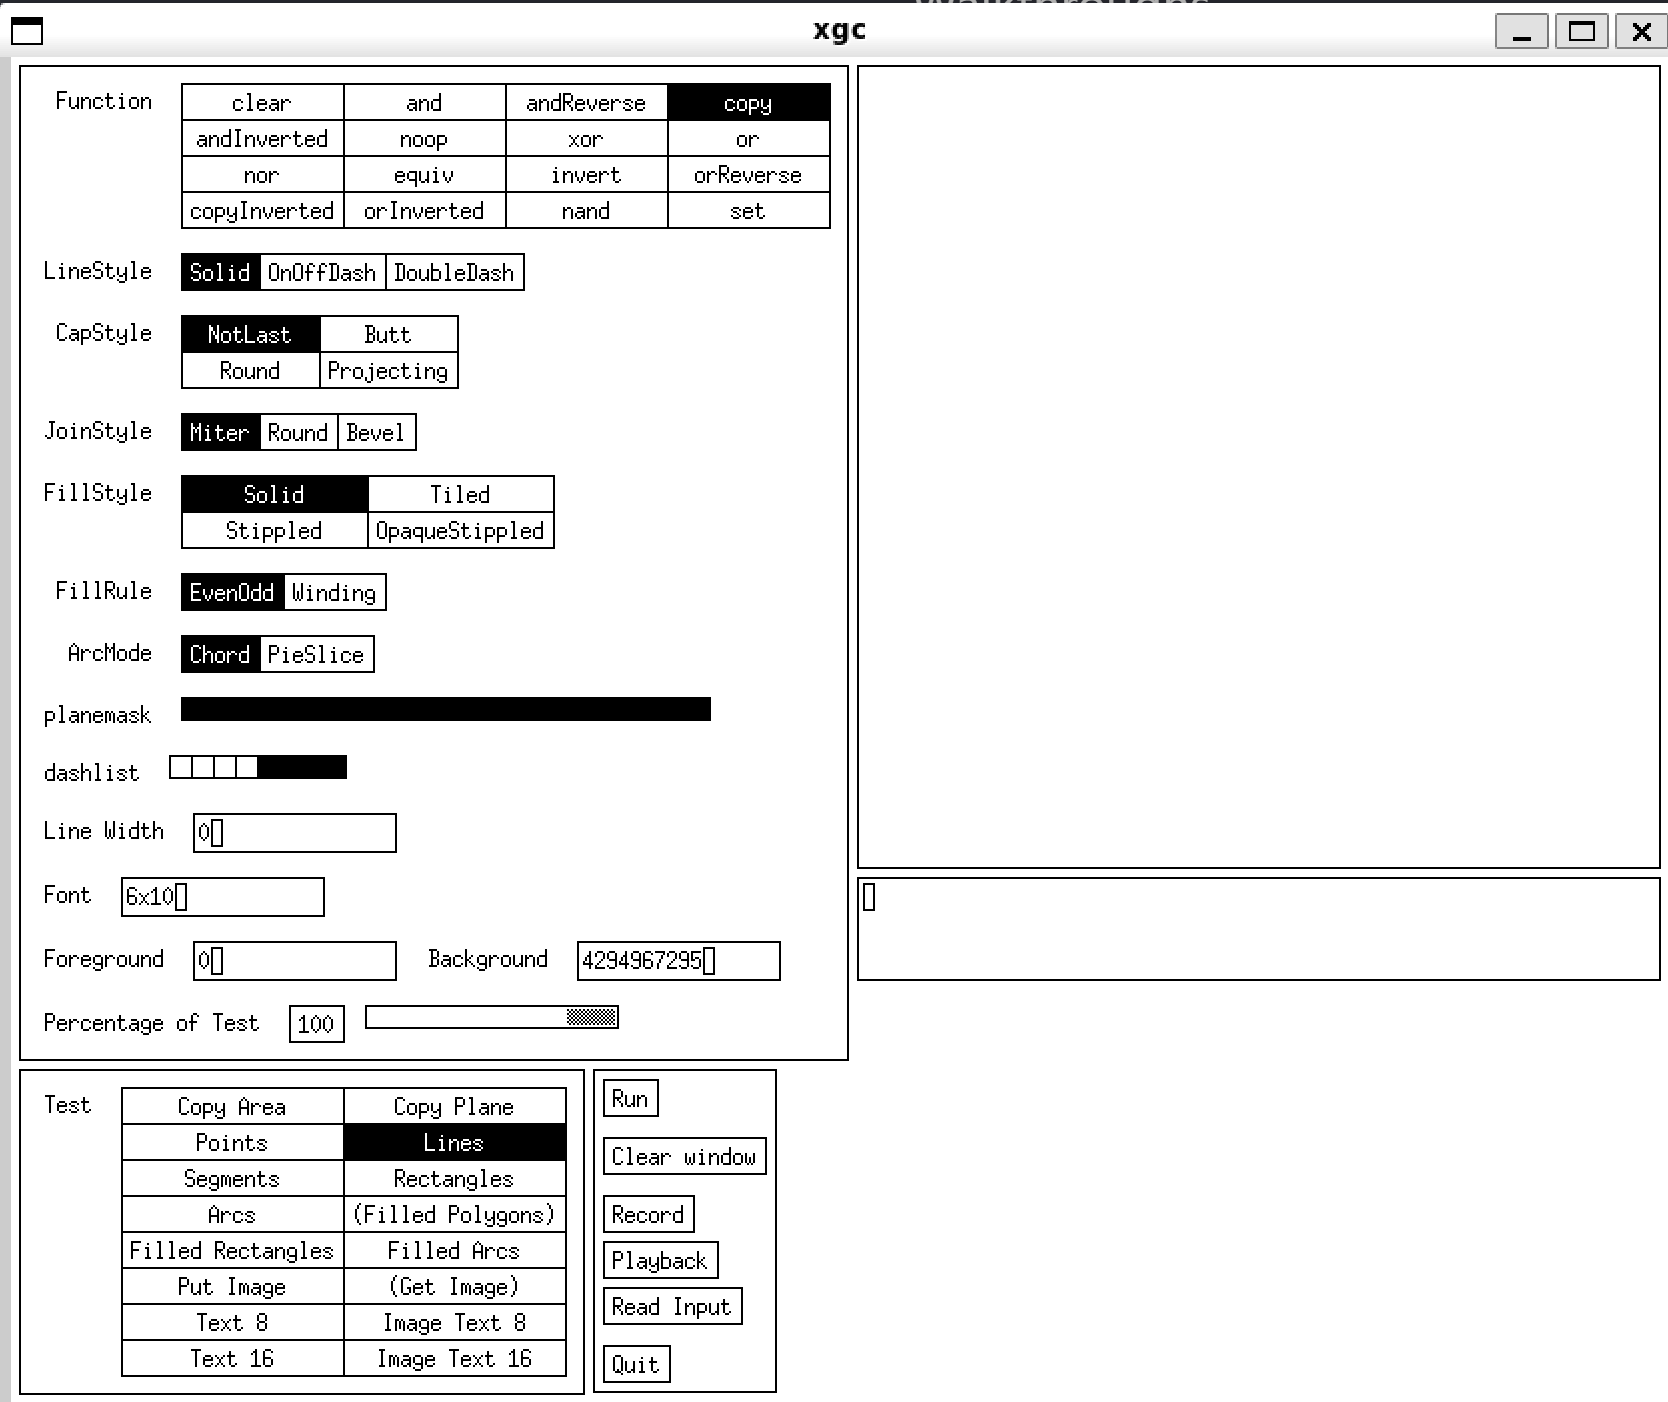 xgc
Function clear and andReverse copy
andInverted noop xor or
nor equiv invert orReverse
copyInverted orInverted nand set
LineStyle Solid OnOffDash DoubleDash
CapStyle NotLast Butt
Round Projecting
JoinStyle Miter Round Bevel
FillStyle Solid Tiled
Stippled OpaqueStippled
FillRule EvenOdd Winding
ArcMode Chord PieSlice
planemask
dashlist
Line Width 0
Font 6x10
Foreground 0 Background 4294967295
Percentage of Test 100
Test Copy Area Copy Plane
Points Lines
Segments Rectangles
Arcs (Filled Polygons)
Filled Rectangles Filled Arcs
Put Image (Get Image)
Text 8 Image Text 8
Text 16 Image Text 16
Run
Clear window
Record
Playback
Read Input
Quit